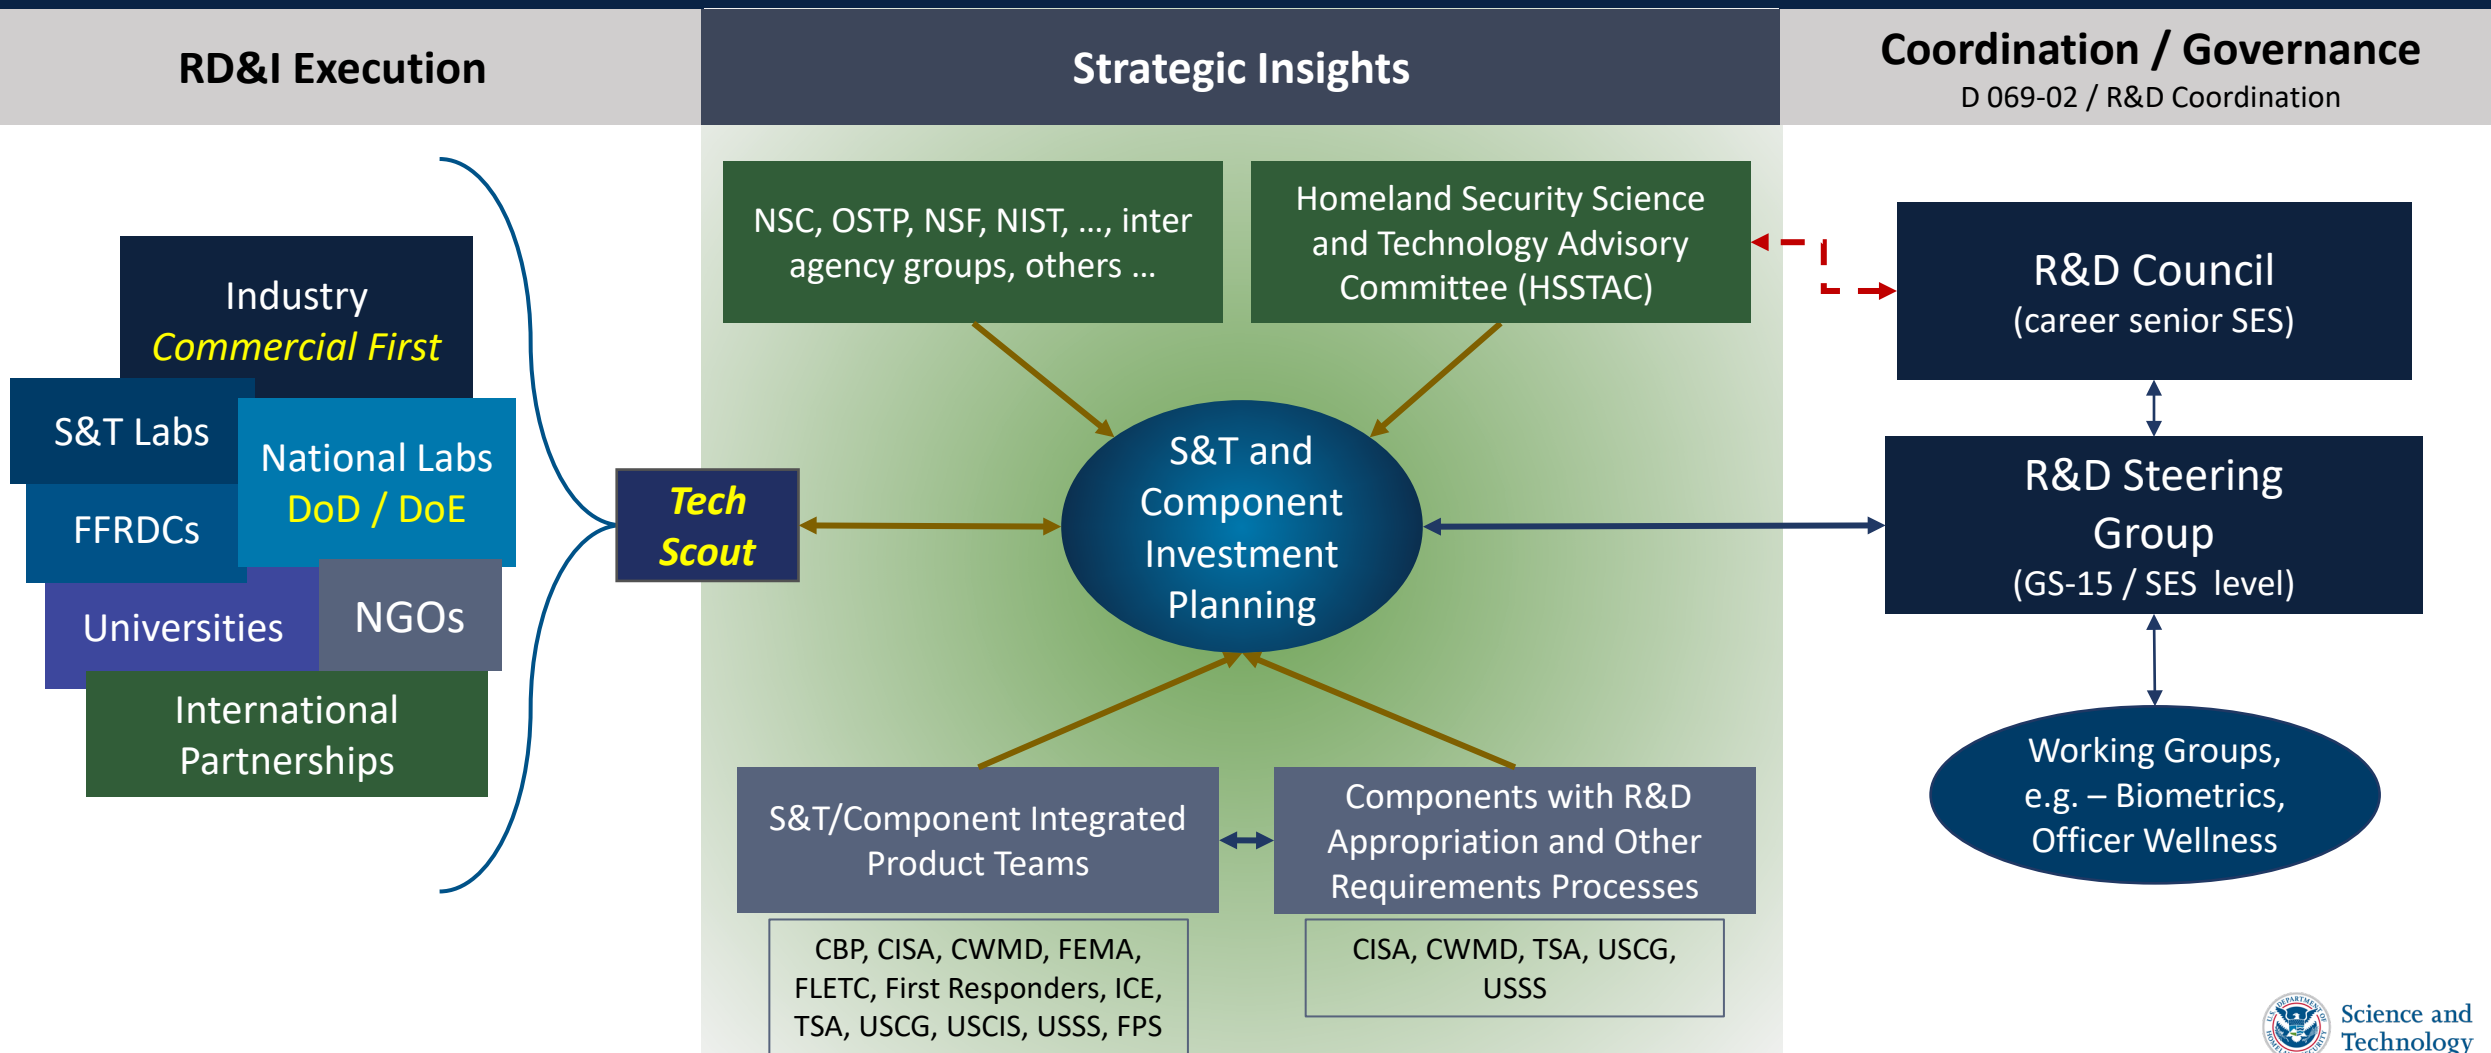 RD&I Execution
Strategic Insights
Coordination / Governance
D 069-02 / R&D Coordination
Industry
Commercial First
S&T Labs
National Labs
DoD / DoE
FFRDCs
Universities
NGOs
International
Partnerships
Tech
Scout
NSC, OSTP, NSF, NIST, …, inter
agency groups, others …
Homeland Security Science
and Technology Advisory
Committee (HSSTAC)
S&T and
Component
Investment
Planning
S&T/Component Integrated
Product Teams
CBP, CISA, CWMD, FEMA,
FLETC, First Responders, ICE,
TSA, USCG, USCIS, USSS, FPS
Components with R&D
Appropriation and Other
Requirements Processes
CISA, CWMD, TSA, USCG,
USSS
R&D Council
(career senior SES)
R&D Steering
Group
(GS-15 / SES level)
Working Groups,
e.g. – Biometrics,
Officer Wellness
Science and
Technology